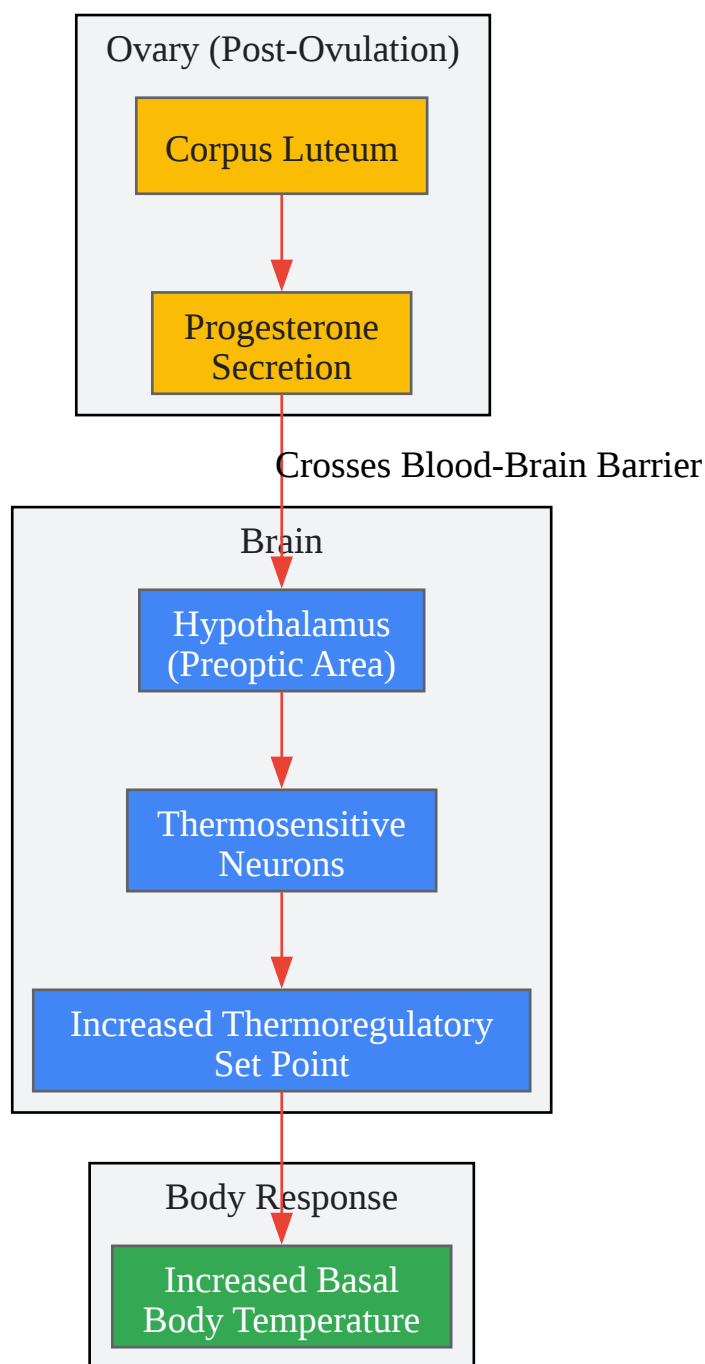 Ovary (Post-Ovulation)
Corpus Luteum
Progesterone
Secretion
Crosses Blood-Brain Barrier
Brain
Hypothalamus
(Preoptic Area)
Thermosensitive
Neurons
Increased Thermoregulatory
Set Point
Body Response
Increased Basal
Body Temperature